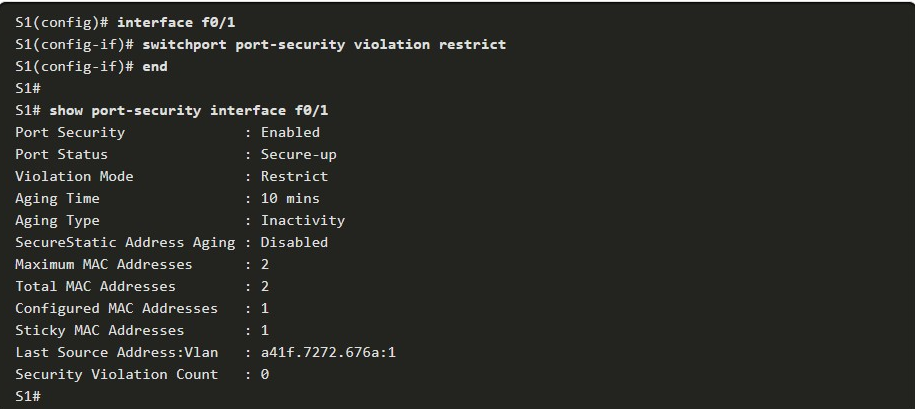 S1(config)# interface f0/1
S1(config-if)# switchport port-security violation restrict
S1(config-if)# end
S1#
S1# show port-security interface f0/1
Port Security              : Enabled
Port Status                : Secure-up
Violation Mode             : Restrict
Aging Time                 : 10 mins
Aging Type                 : Inactivity
SecureStatic Address Aging : Disabled
Maximum MAC Addresses      : 2
Total MAC Addresses        : 2
Configured MAC Addresses   : 1
Sticky MAC Addresses       : 1
Last Source Address:Vlan   : a41f.7272.676a:1
Security Violation Count   : 0
S1#